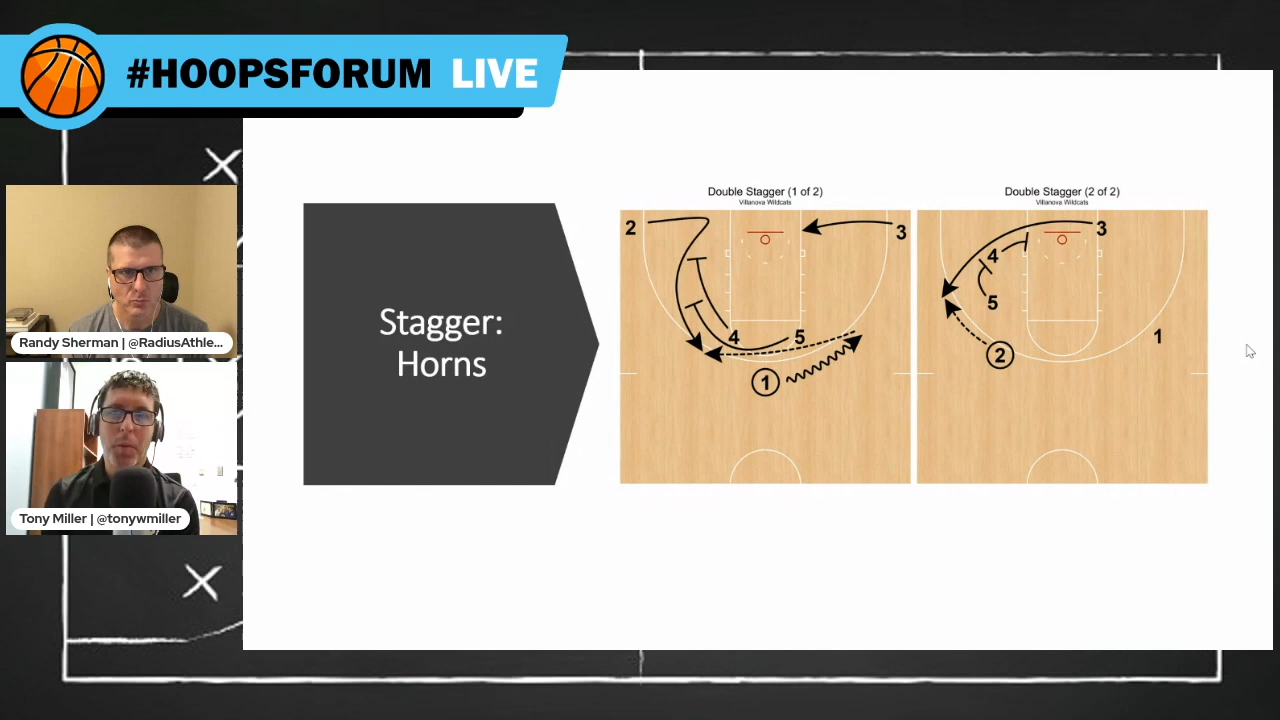 #HOOPSFORUM LIVE
Randy Sherman | @RadiusAthle...
Tony Miller | @tonywmiller
Stagger:
Horns
Double Stagger (1 of 2)
Villanova Wildcats
2
3
4
5
1
Double Stagger (2 of 2)
Villanova Wildcats
3
4
5
1
2